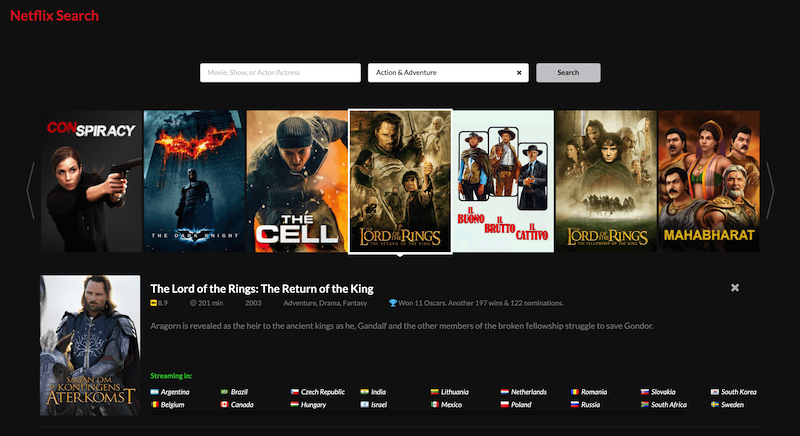 Netflix Search
Movie, Show, or Actor/Actress
Action & Adventure
Search
CONSPIRACY
THE DARK KNIGHT
THE CELL
THE LORD OF THE RINGS
THE RETURN OF THE KING
IL BUONO
IL BRUTTO
IL CATTIVO
THE LORD OF THE RINGS
THE FELLOWSHIP OF THE RING
MAHABHARAT
The Lord of the Rings: The Return of the King
8.9 201 min 2003 Adventure, Drama, Fantasy Won 11 Oscars. Another 197 wins & 122 nominations.
Aragorn is revealed as the heir to the ancient kings as he, Gandalf and the other members of the broken fellowship struggle to save Gondor.
SAGAN OM
KONUNGENS
ÅTERKOMST
Streaming in:
Argentina Brazil Czech Republic India Lithuania Netherlands Romania Slovakia South Korea
Belgium Canada Hungary Israel Mexico Poland Russia South Africa Sweden